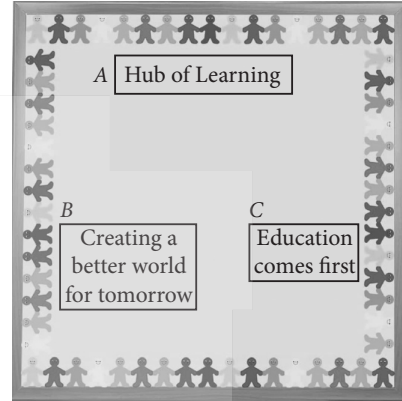 A Hub of Learning
B
Creating a
better world
for tomorrow
C
Education
comes first